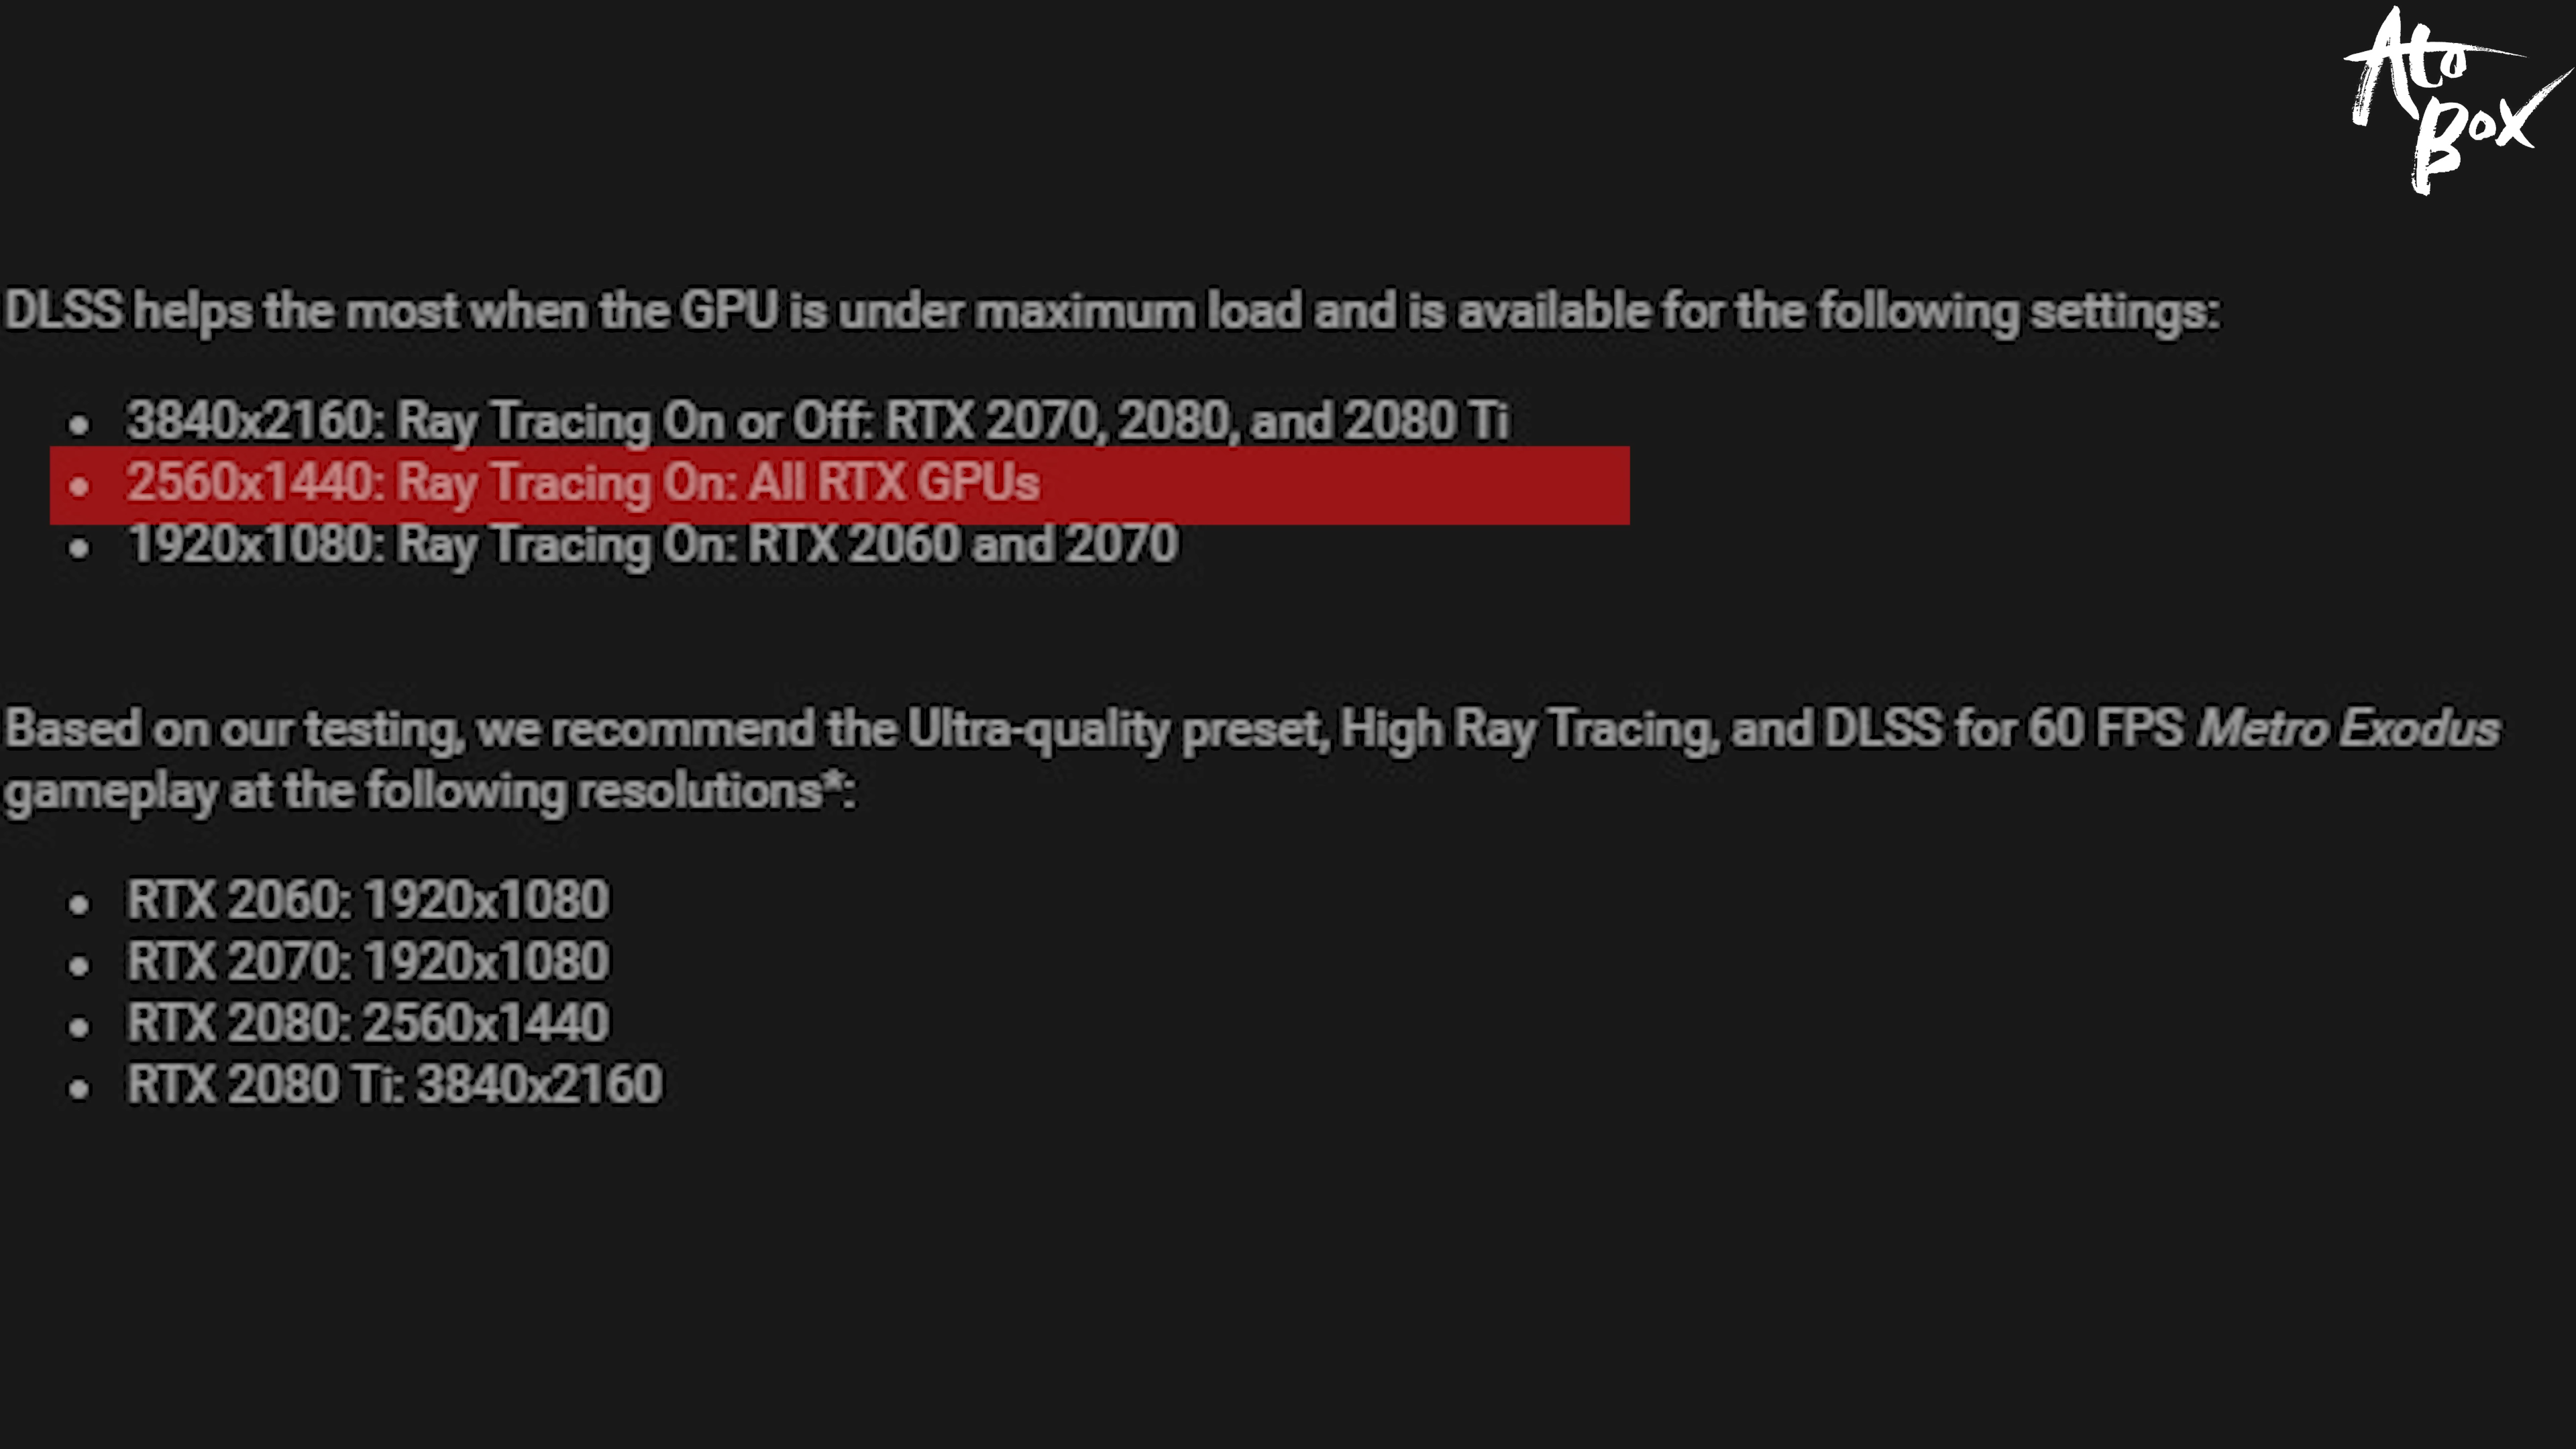 Ato
Box
DLSS helps the most when the GPU is under maximum load and is available for the following settings:
• 3840x2160: Ray Tracing On or Off: RTX 2070, 2080, and 2080 Ti
• 2560x1440: Ray Tracing On: All RTX GPUs
• 1920x1080: Ray Tracing On: RTX 2060 and 2070
Based on our testing, we recommend the Ultra-quality preset, High Ray Tracing, and DLSS for 60 FPS Metro Exodus
gameplay at the following resolutions*:
• RTX 2060: 1920x1080
• RTX 2070: 1920x1080
• RTX 2080: 2560x1440
• RTX 2080 Ti: 3840x2160